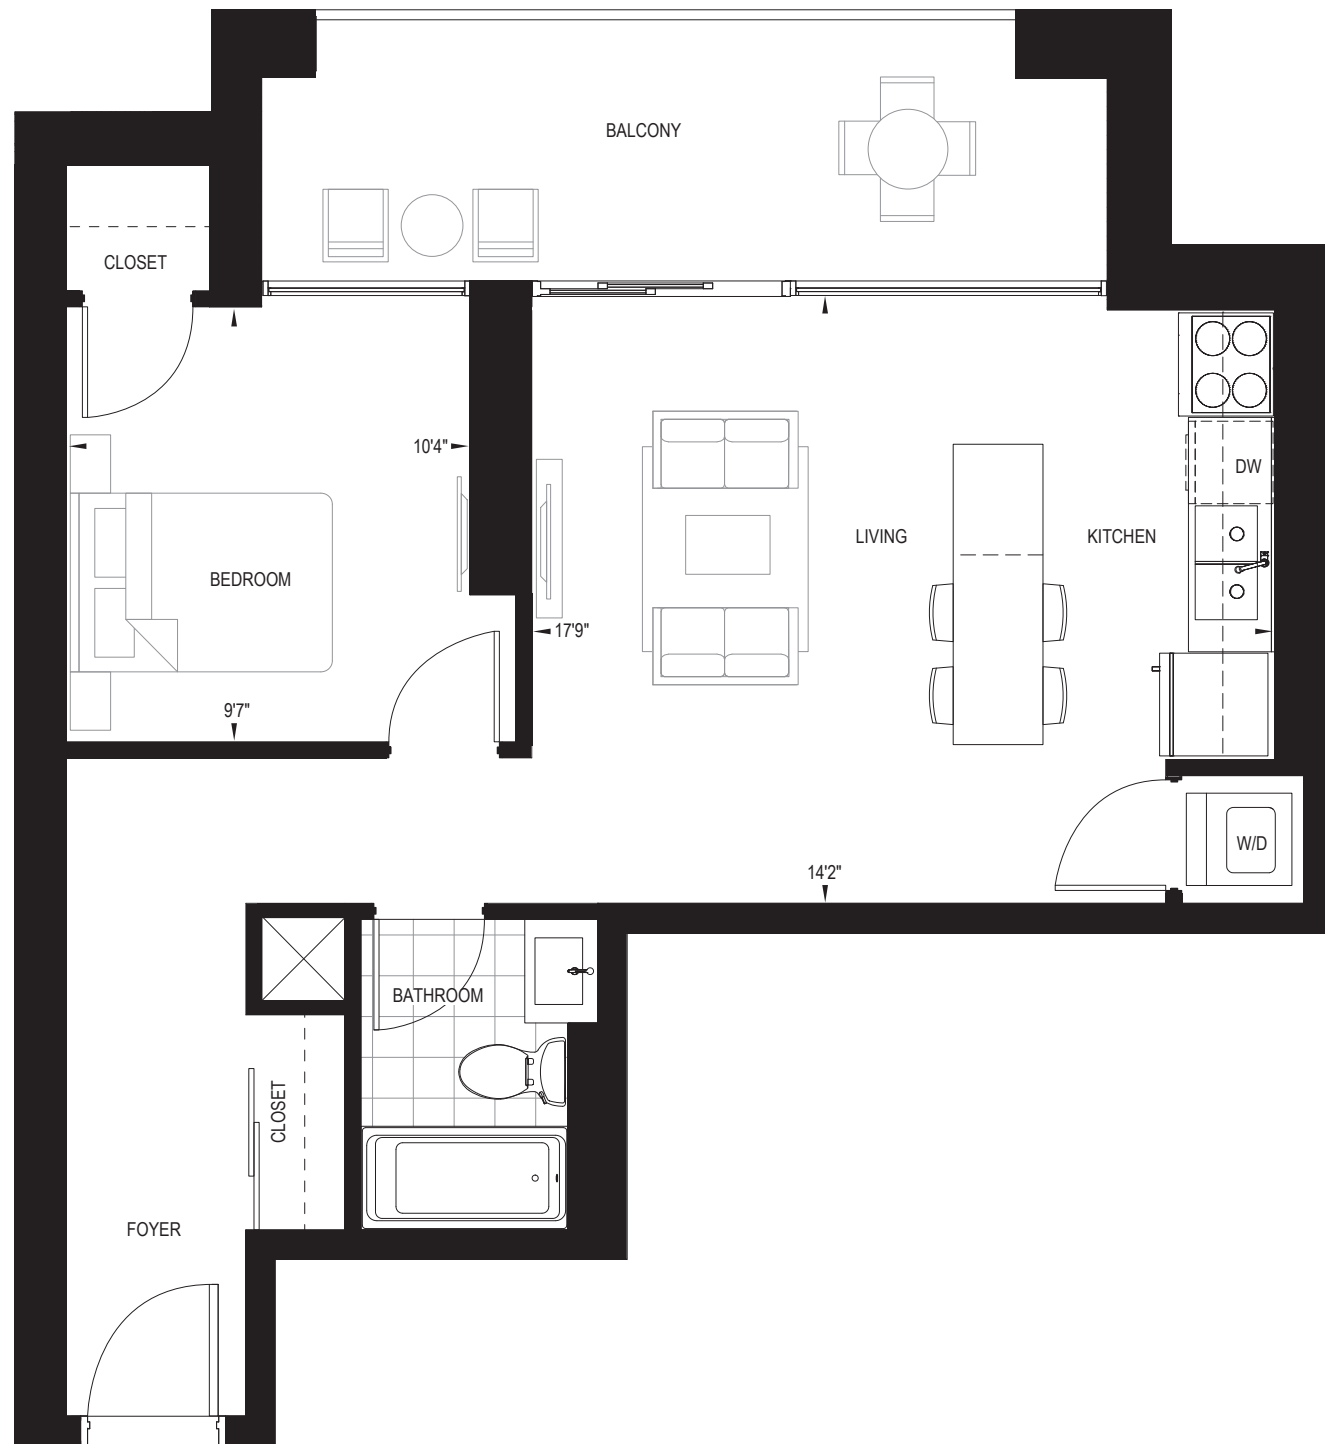 BALCONY
CLOSET
10'4"
DW
LIVING
KITCHEN
BEDROOM
17'9"
9'7"
W/D
14'2"
BATHROOM
CLOSET
FOYER